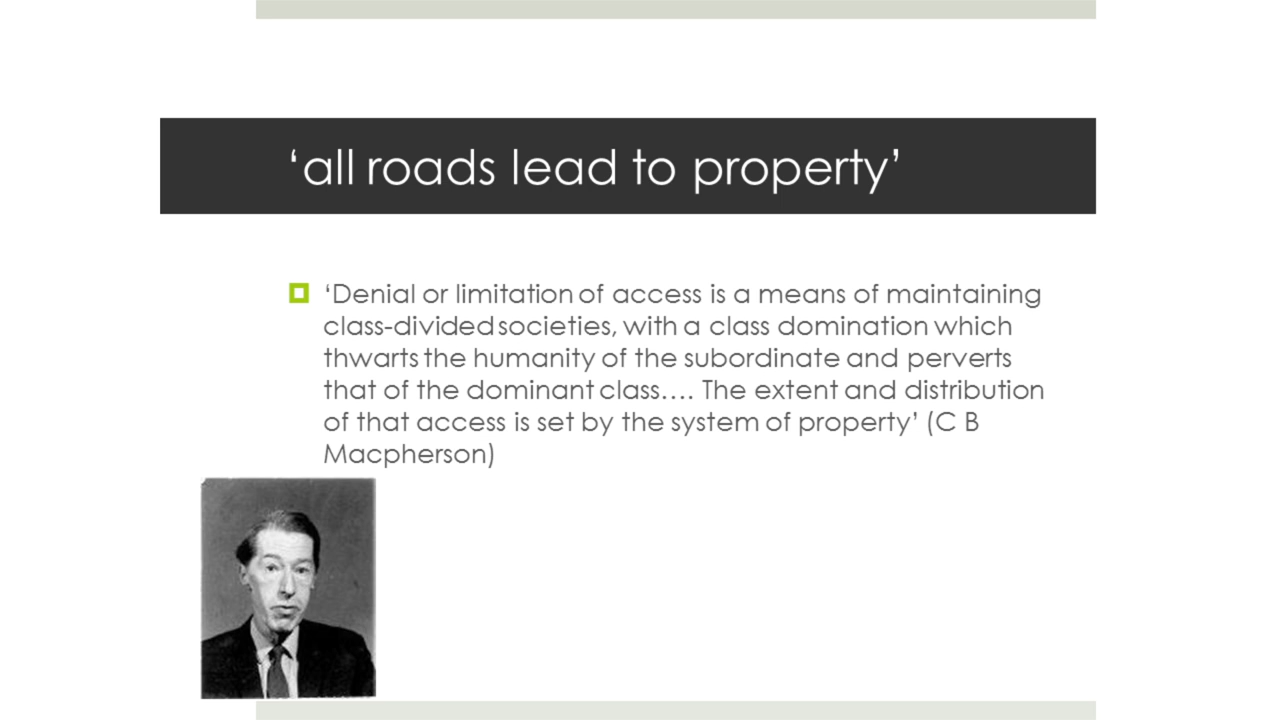 ‘all roads lead to property’
‘Denial or limitation of access is a means of maintaining
class-divided societies, with a class domination which
thwarts the humanity of the subordinate and perverts
that of the dominant class…. The extent and distribution
of that access is set by the system of property’ (C B
Macpherson)